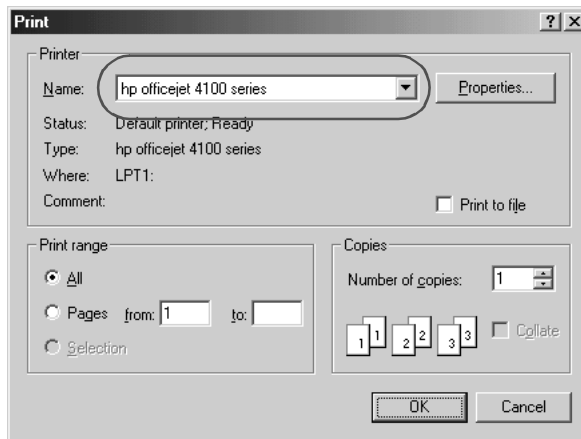 Print
Printer
Name: hp officejet 4100 series Properties...
Status: Default printer; Ready
Type: hp officejet 4100 series
Where: LPT1:
Comment: Print to file
Print range
All
Pages from: 1 to:
Selection
Copies
Number of copies: 1
1 1 2 2 3 3 Collate
OK Cancel